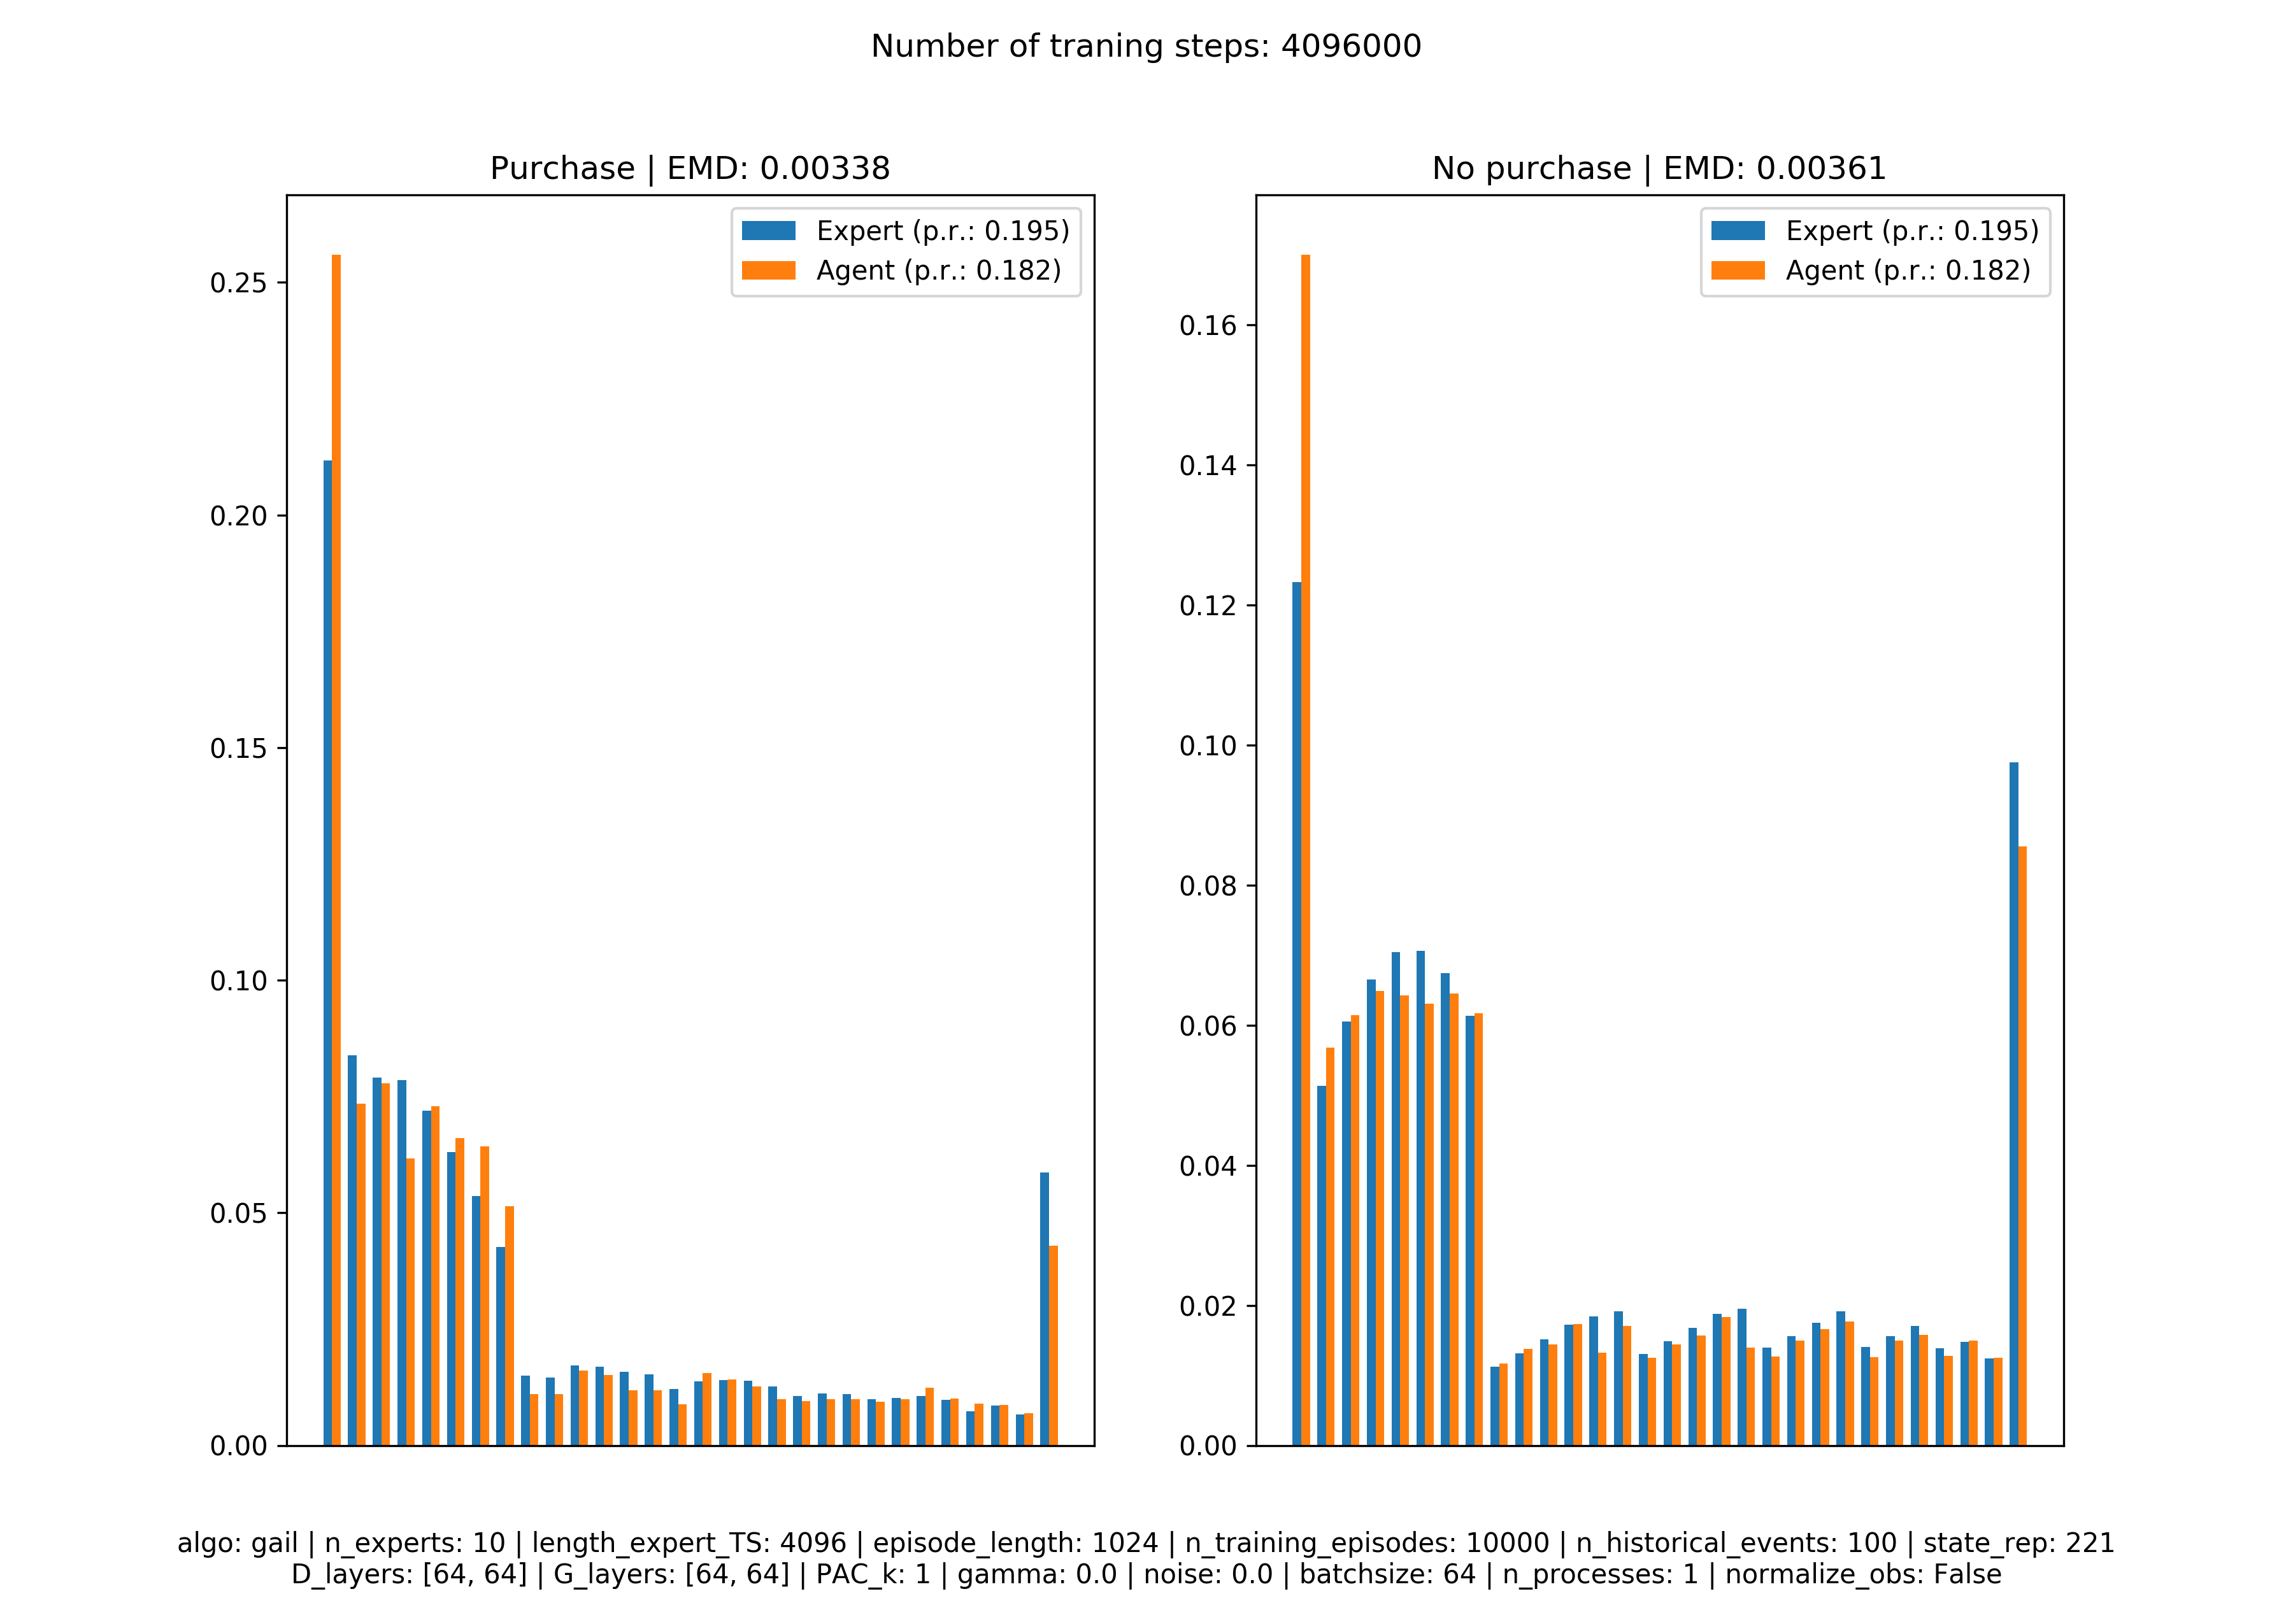 Number of traning steps: 4096000
Purchase | EMD: 0.00338
Expert (p.r.: 0.195)
Agent (p.r.: 0.182)
0.25
0.20
0.15
0.10
0.05
0.00
No purchase | EMD: 0.00361
Expert (p.r.: 0.195)
Agent (p.r.: 0.182)
0.16
0.14
0.12
0.10
0.08
0.06
0.04
0.02
0.00
algo: gail | n_experts: 10 | length_expert_TS: 4096 | episode_length: 1024 | n_training_episodes: 10000 | n_historical_events: 100 | state_rep: 221
D_layers: [64, 64] | G_layers: [64, 64] | PAC_k: 1 | gamma: 0.0 | noise: 0.0 | batchsize: 64 | n_processes: 1 | normalize_obs: False